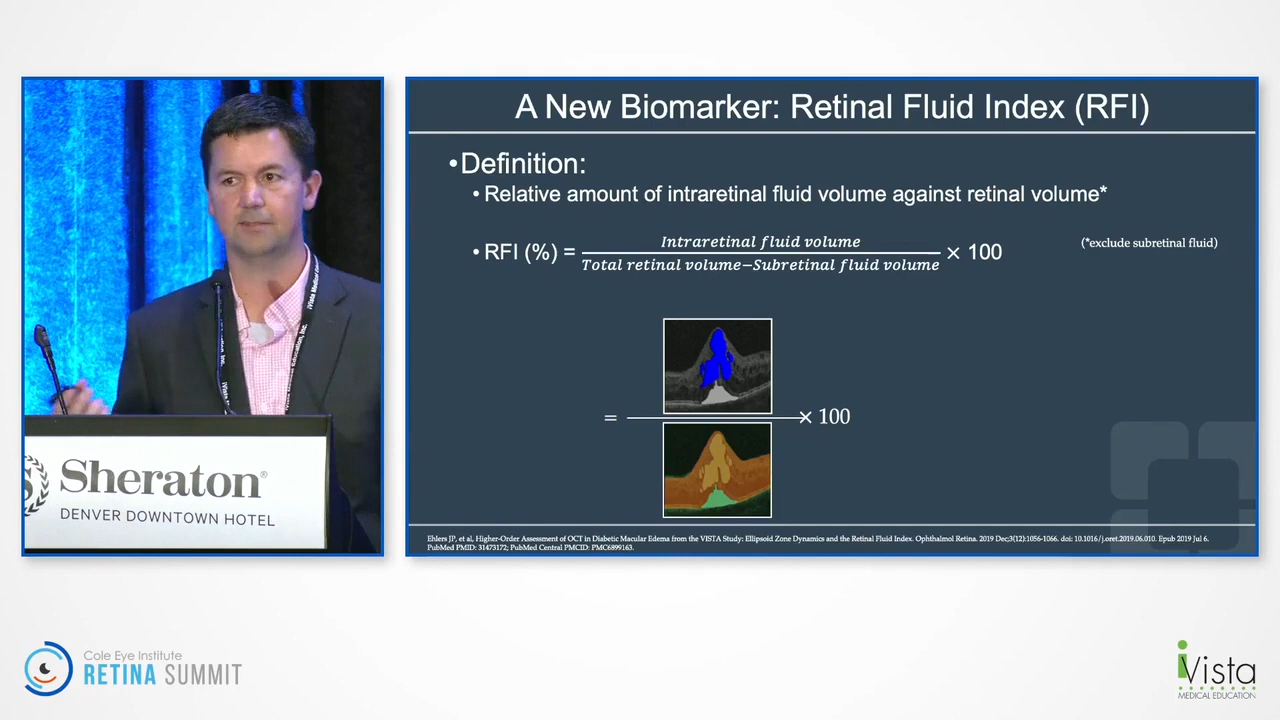 A New Biomarker: Retinal Fluid Index (RFI)
•Definition:
• Relative amount of intraretinal fluid volume against retinal volume*
• RFI (%) = Intraretinal fluid volume / Total retinal volume−Subretinal fluid volume × 100
(*exclude subretinal fluid)
= × 100
Ehlers JP, et al, Higher-Order Assessment of OCT in Diabetic Macular Edema from the VISTA Study: Ellipsoid Zone Dynamics and the Retinal Fluid Index. Ophthalmol Retina. 2019 Dec;3(12):1056-1066. doi: 10.1016/j.oret.2019.06.010. Epub 2019 Jul 6.
PubMed PMID: 31473172; PubMed Central PMCID: PMC6899163.
Sheraton®
DENVER DOWNTOWN HOTEL
Cole Eye Institute
RETINA SUMMIT
iVista
MEDICAL EDUCATION